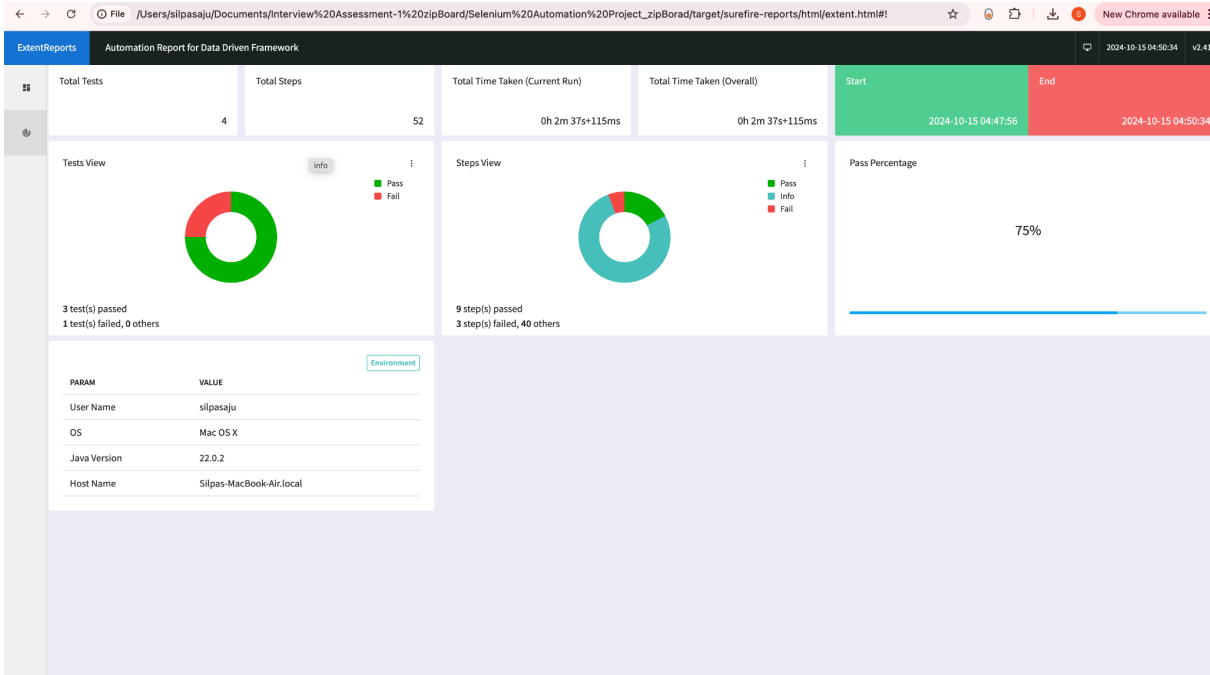 File /Users/silpasaju/Documents/Interview%20Assessment-1%20zipBoard/Selenium%20Automation%20Project_zipBorad/target/surefire-reports/html/extent.html#!
S
New Chrome available
ExtentReports Automation Report for Data Driven Framework 2024-10-15 04:50:34 v2.41
Total Tests
4
Total Steps
52
Total Time Taken (Current Run)
0h 2m 37s+115ms
Total Time Taken (Overall)
0h 2m 37s+115ms
Start
2024-10-15 04:47:56
End
2024-10-15 04:50:34
Tests View
info
Pass
Fail
3 test(s) passed
1 test(s) failed, 0 others
Steps View
Pass
Info
Fail
9 step(s) passed
3 step(s) failed, 40 others
Pass Percentage
75%
Environment
PARAM VALUE
User Name silpasaju
OS Mac OS X
Java Version 22.0.2
Host Name Silpas-MacBook-Air.local